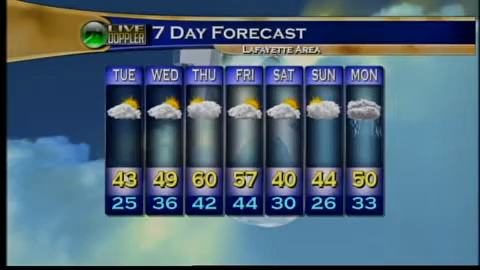 LIVE
DOPPLER
7 DAY FORECAST
LAFAYETTE AREA
TUE WED THU FRI SAT SUN MON
43 49 60 57 40 44 50
25 36 42 44 30 26 33